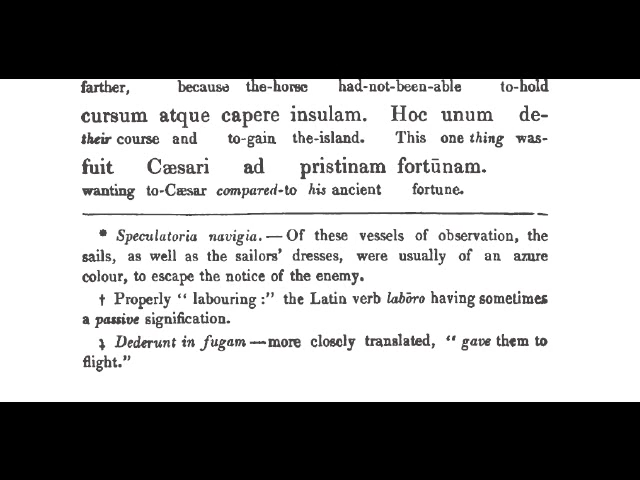 farther, because the-horse had-not-been-able to-hold
cursum atque capere insulam. Hoc unum de-
their course and to-gain the-island. This one thing was-
fuit Cæsari ad pristinam fortūnam.
wanting to-Cæsar compared-to his ancient fortune.
* Speculatoria navigia. — Of these vessels of observation, the
sails, as well as the sailors' dresses, were usually of an azure
colour, to escape the notice of the enemy.
† Properly “ labouring :” the Latin verb labōro having sometimes
a passive signification.
‡ Dederunt in fugam — more closely translated, “ gave them to
flight.”